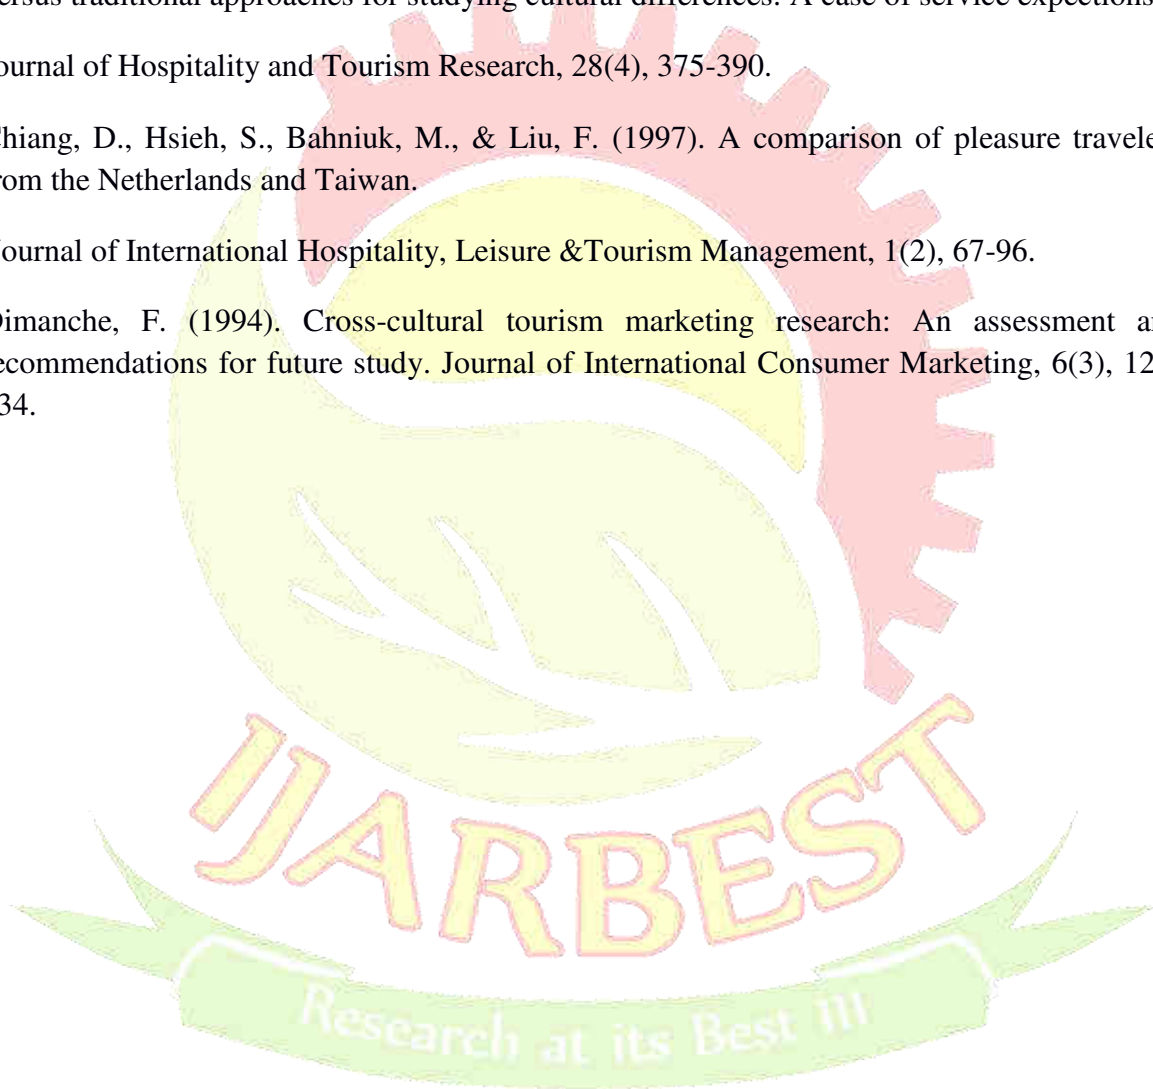 ersus traditional approaches for studying cultural differences: A case of service expections
ournal of Hospitality and Tourism Research, 28(4), 375-390.
hiang, D., Hsieh, S., Bahniuk, M., & Liu, F. (1997). A comparison of pleasure travele
rom the Netherlands and Taiwan.
Journal of International Hospitality, Leisure &Tourism Management, 1(2), 67-96.
Dimanche, F. (1994). Cross-cultural tourism marketing research: An assessment a
ecommendations for future study. Journal of International Consumer Marketing, 6(3), 12
34.
IJARBEST
Research at its Best !!!